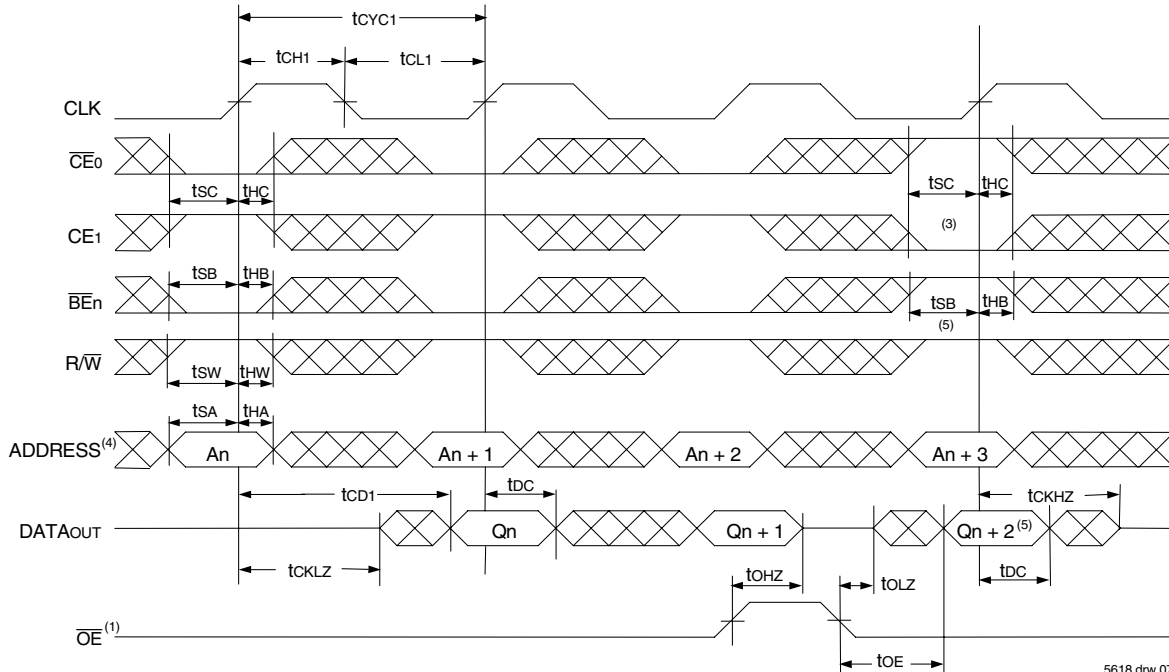 tCYC1
tCH1 tCL1
CLK
CE0
tSC tHC tSC tHC
CE1 (3)
tSB tHB
BEn tSB tHB
(5)
R/W
tSW tHW
tSA tHA
ADDRESS(4) An An + 1 An + 2 An + 3
tCD1 tDC tCKHZ
DATAOUT Qn Qn + 1 Qn + 2(5)
tCKLZ tOHZ tOLZ tDC
OE(1)
tOE
5618 drw 07